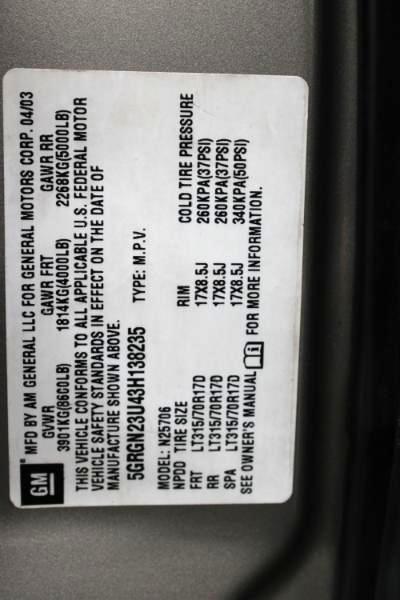 GM
MFD BY AM GENERAL LLC FOR GENERAL MOTORS CORP. 04/03
GVWR GAWR FRT GAWR RR
3901KG(8600LB) 1814KG(4000LB) 2268KG(5000LB)
THIS VEHICLE CONFORMS TO ALL APPLICABLE U.S. FEDERAL MOTOR
VEHICLE SAFETY STANDARDS IN EFFECT ON THE DATE OF
MANUFACTURE SHOWN ABOVE.
5GRGN23U43H138235 TYPE: M.P.V.
MODEL: N25706
NPDD TIRE SIZE RIM COLD TIRE PRESSURE
FRT LT315/70R17D 17X8.5J 260KPA(37PSI)
RR LT315/70R17D 17X8.5J 260KPA(37PSI)
SPA LT315/70R17D 17X8.5J 340KPA(50PSI)
SEE OWNER'S MANUAL FOR MORE INFORMATION.